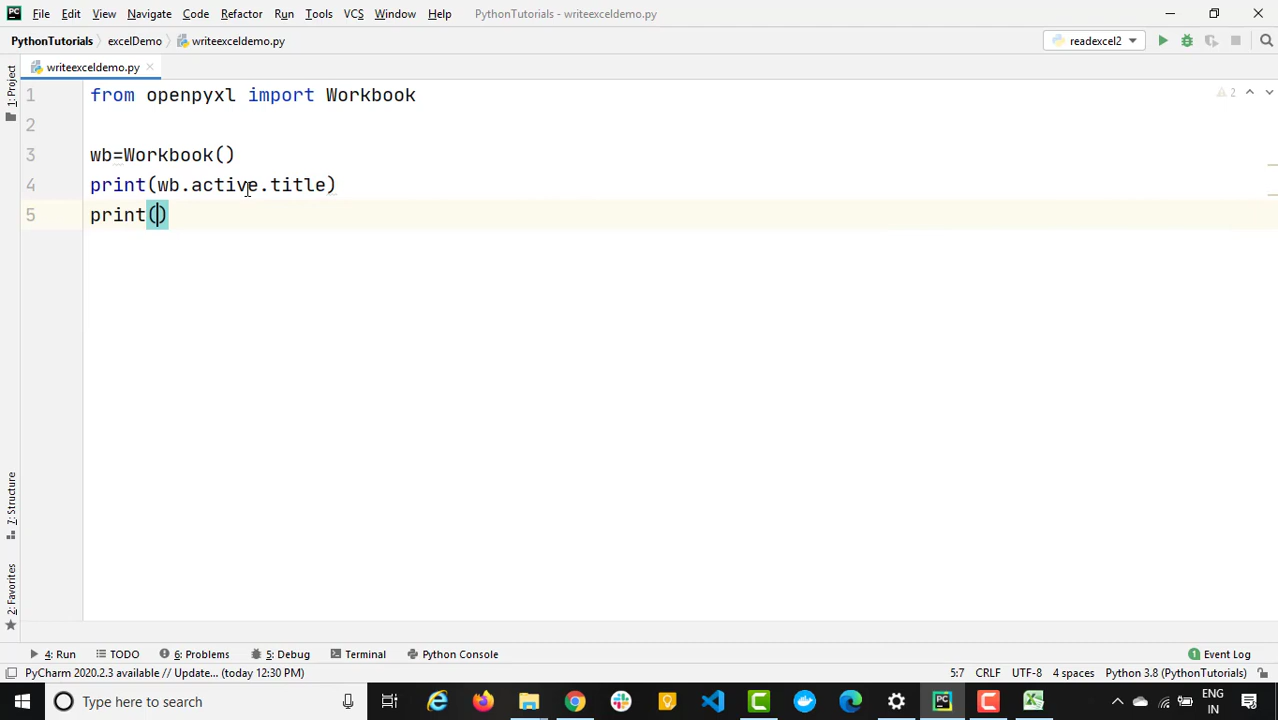 File Edit View Navigate Code Refactor Run Tools VCS Window Help PythonTutorials - writeexceldemo.py
PythonTutorials excelDemo writeexceldemo.py readexcel2
writeexceldemo.py
1: Project
1 from openpyxl import Workbook 2
2
3 wb=Workbook()
4 print(wb.active.title)
5 print()
7: Structure
2: Favorites
4: Run TODO 6: Problems 5: Debug Terminal Python Console 1 Event Log
PyCharm 2020.2.3 available // Update... (today 12:30 PM) 5:7 CRLF UTF-8 4 spaces Python 3.8 (PythonTutorials)
Type here to search ENG
IN